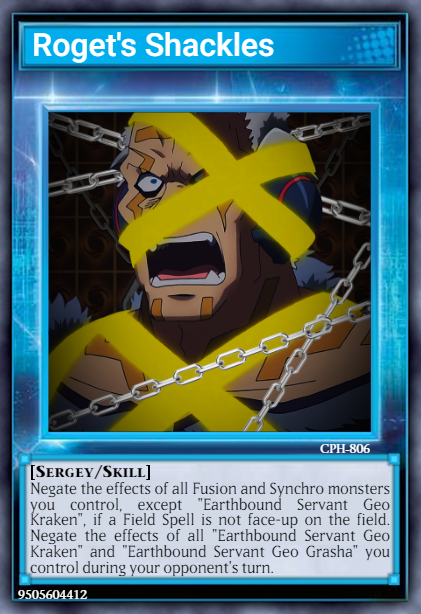 Roget's Shackles
CPH-806
[Sergey/Skill]
Negate the effects of all Fusion and Synchro monsters
you control, except "Earthbound Servant Geo
Kraken", if a Field Spell is not face-up on the field.
Negate the effects of all "Earthbound Servant Geo
Kraken" and "Earthbound Servant Geo Grasha" you
control during your opponent's turn.
9505604412